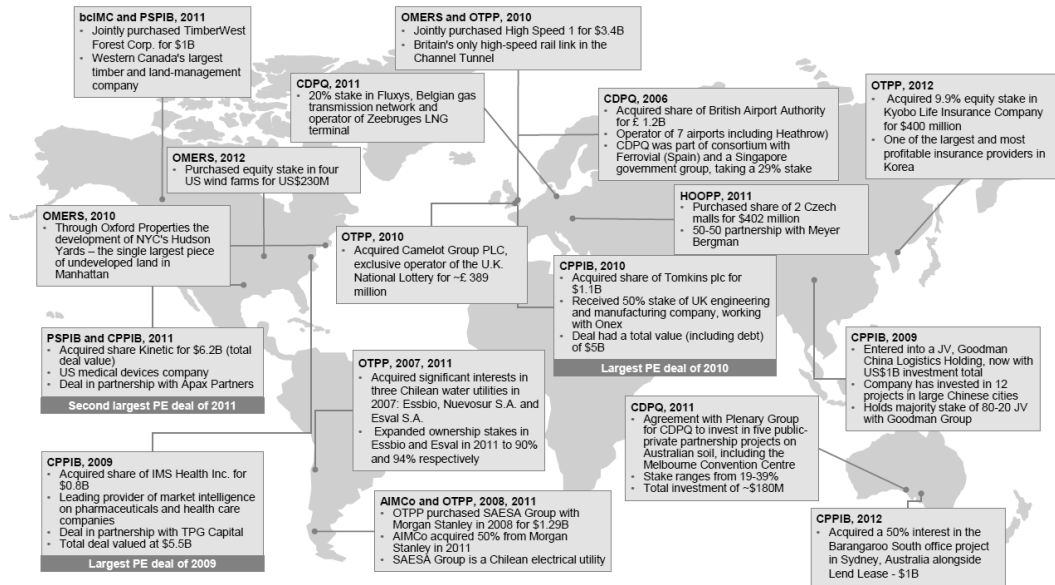 bcIMC and PSPIB, 2011
• Jointly purchased TimberWest
Forest Corp. for $1B
• Western Canada's largest
timber and land-management
company
OMERS and OTPP, 2010
• Jointly purchased High Speed 1 for $3.4B
• Britain's only high-speed rail link in the
Channel Tunnel
CDPQ, 2011
• 20% stake in Fluxys, Belgian gas
transmission network and
operator of Zeebruges LNG
terminal
CDPQ, 2006
• Acquired share of British Airport Authority
for £ 1.2B
• Operator of 7 airports including Heathrow)
• CDPQ was part of consortium with
Ferrovial (Spain) and a Singapore
government group, taking a 29% stake
OTPP, 2012
• Acquired 9.9% equity stake in
Kyobo Life Insurance Company
for $400 million
• One of the largest and most
profitable insurance providers in
Korea
OMERS, 2012
• Purchased equity stake in four
US wind farms for US$230M
HOOPP, 2011
• Purchased share of 2 Czech
malls for $402 million
• 50-50 partnership with Meyer
Bergman
OMERS, 2010
• Through Oxford Properties the
development of NYC's Hudson
Yards – the single largest piece
of undeveloped land in
Manhattan
OTPP, 2010
• Acquired Camelot Group PLC,
exclusive operator of the U.K.
National Lottery for ~£ 389
million
CPPIB, 2010
• Acquired share of Tomkins plc for
$1.1B
• Received 50% stake of UK engineering
and manufacturing company, working
with Onex
• Deal had a total value (including debt)
of $5B
Largest PE deal of 2010
PSPIB and CPPIB, 2011
• Acquired share Kinetic for $6.2B (total
deal value)
• US medical devices company
• Deal in partnership with Apax Partners
Second largest PE deal of 2011
CPPIB, 2009
• Entered into a JV, Goodman
China Logistics Holding, now with
US$1B investment total
• Company has invested in 12
projects in large Chinese cities
• Holds majority stake of 80-20 JV
with Goodman Group
OTPP, 2007, 2011
• Acquired significant interests in
three Chilean water utilities in
2007: Essbio, Nuevosur S.A. and
Esval S.A.
• Expanded ownership stakes in
Essbio and Esval in 2011 to 90%
and 94% respectively
CDPQ, 2011
• Agreement with Plenary Group
for CDPQ to invest in five public-
private partnership projects on
Australian soil, including the
Melbourne Convention Centre
• Stake ranges from 19-39%
• Total investment of ~$180M
CPPIB, 2009
• Acquired share of IMS Health Inc. for
$0.8B
• Leading provider of market intelligence
on pharmaceuticals and health care
companies
• Deal in partnership with TPG Capital
• Total deal valued at $5.5B
Largest PE deal of 2009
AIMCo and OTPP, 2008, 2011
• OTPP purchased SAESA Group with
Morgan Stanley in 2008 for $1.29B
• AIMCo acquired 50% from Morgan
Stanley in 2011
• SAESA Group is a Chilean electrical utility
CPPIB, 2012
• Acquired a 50% interest in the
Barangaroo South office project
in Sydney, Australia alongside
Lend Lease - $1B